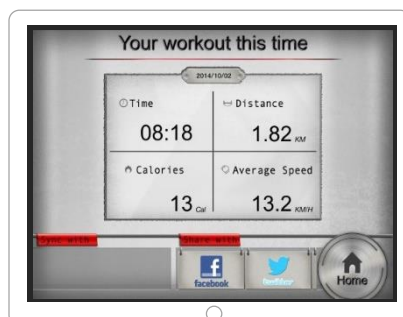 Your workout this time
2014/10/02
Time
Distance
08:18
1.82 KM
Calories
Average Speed
13 Cal
13.2 KM/H
Sync with
Share with
facebook
twitter
Home